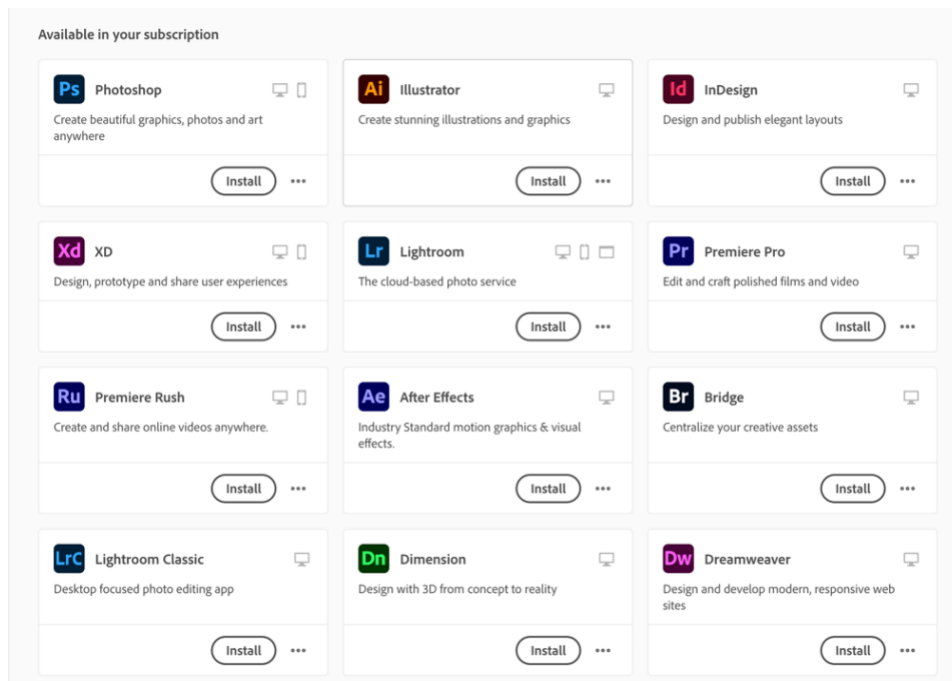 Available in your subscription
Ps Photoshop
Create beautiful graphics, photos and art
anywhere
Install
Ai Illustrator
Create stunning illustrations and graphics
Install
Id InDesign
Design and publish elegant layouts
Install
Xd XD
Design, prototype and share user experiences
Install
Lr Lightroom
The cloud-based photo service
Install
Pr Premiere Pro
Edit and craft polished films and video
Install
Ru Premiere Rush
Create and share online videos anywhere.
Install
Ae After Effects
Industry Standard motion graphics & visual
effects.
Install
Br Bridge
Centralize your creative assets
Install
LrC Lightroom Classic
Desktop focused photo editing app
Install
Dn Dimension
Design with 3D from concept to reality
Install
Dw Dreamweaver
Design and develop modern, responsive web
sites
Install